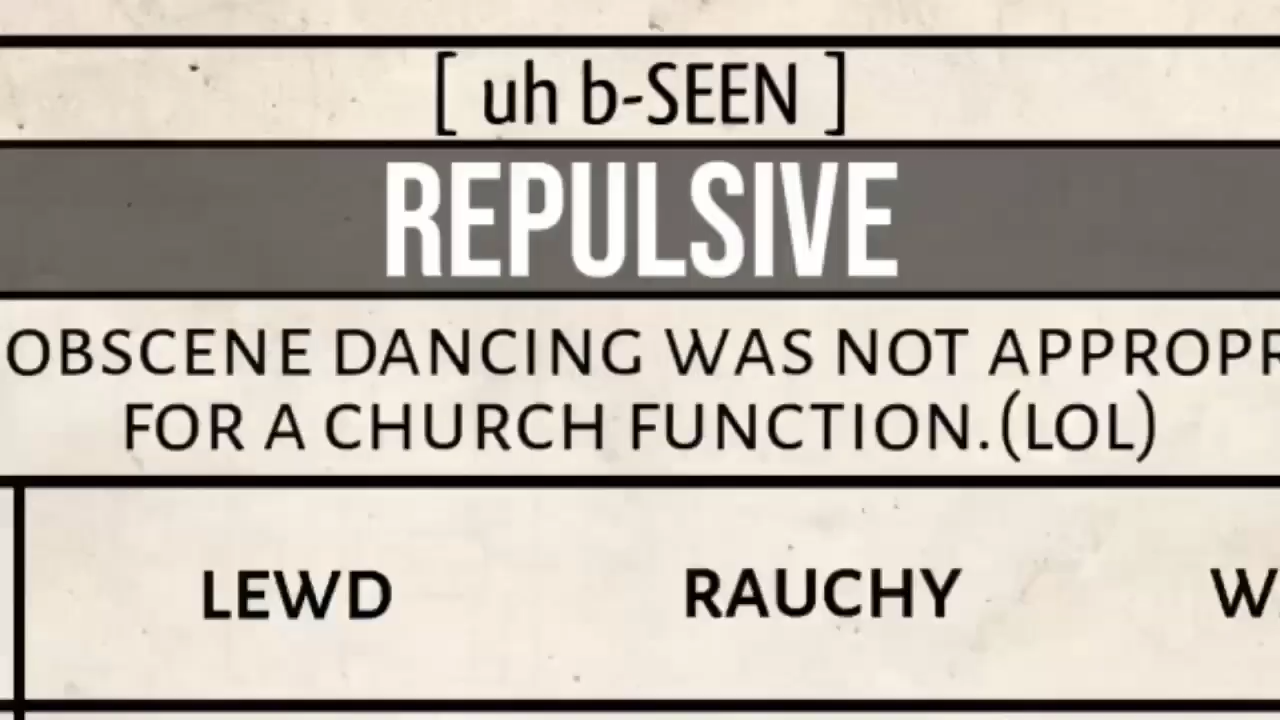 [ uh b-SEEN ]
REPULSIVE
OBSCENE DANCING WAS NOT
FOR A CHURCH FUNCTION.(LOL)
LEWD RAUCHY